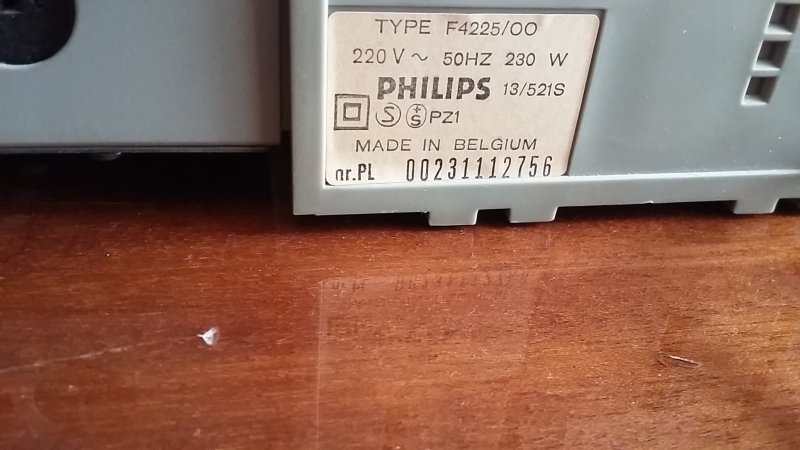 TYPE F4225/00
220 V ~ 50HZ 230 W
PHILIPS 13/521S
S +S PZ1
MADE IN BELGIUM
nr.PL 00231112756